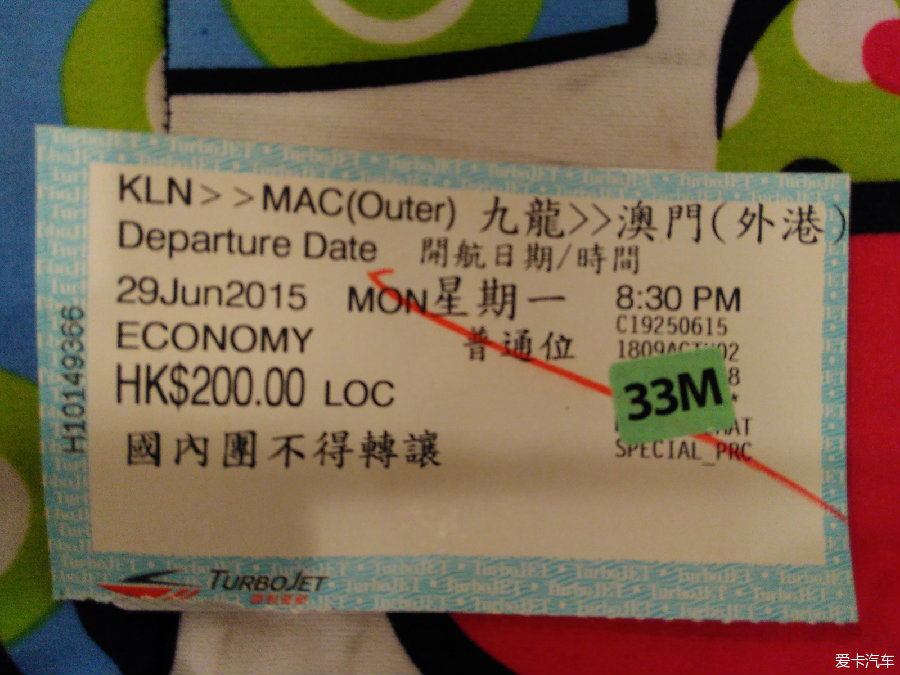 KLN>>MAC(Outer) 九龍>>澳門(外港)
Departure Date 開航日期/時間
29Jun2015 MON星期一 8:30 PM
C19250615
ECONOMY 普通位
HK$200.00 LOC
33M
SPECIAL_PRC
國內團不得轉讓
H10149366
TURBOJET
爱卡汽车